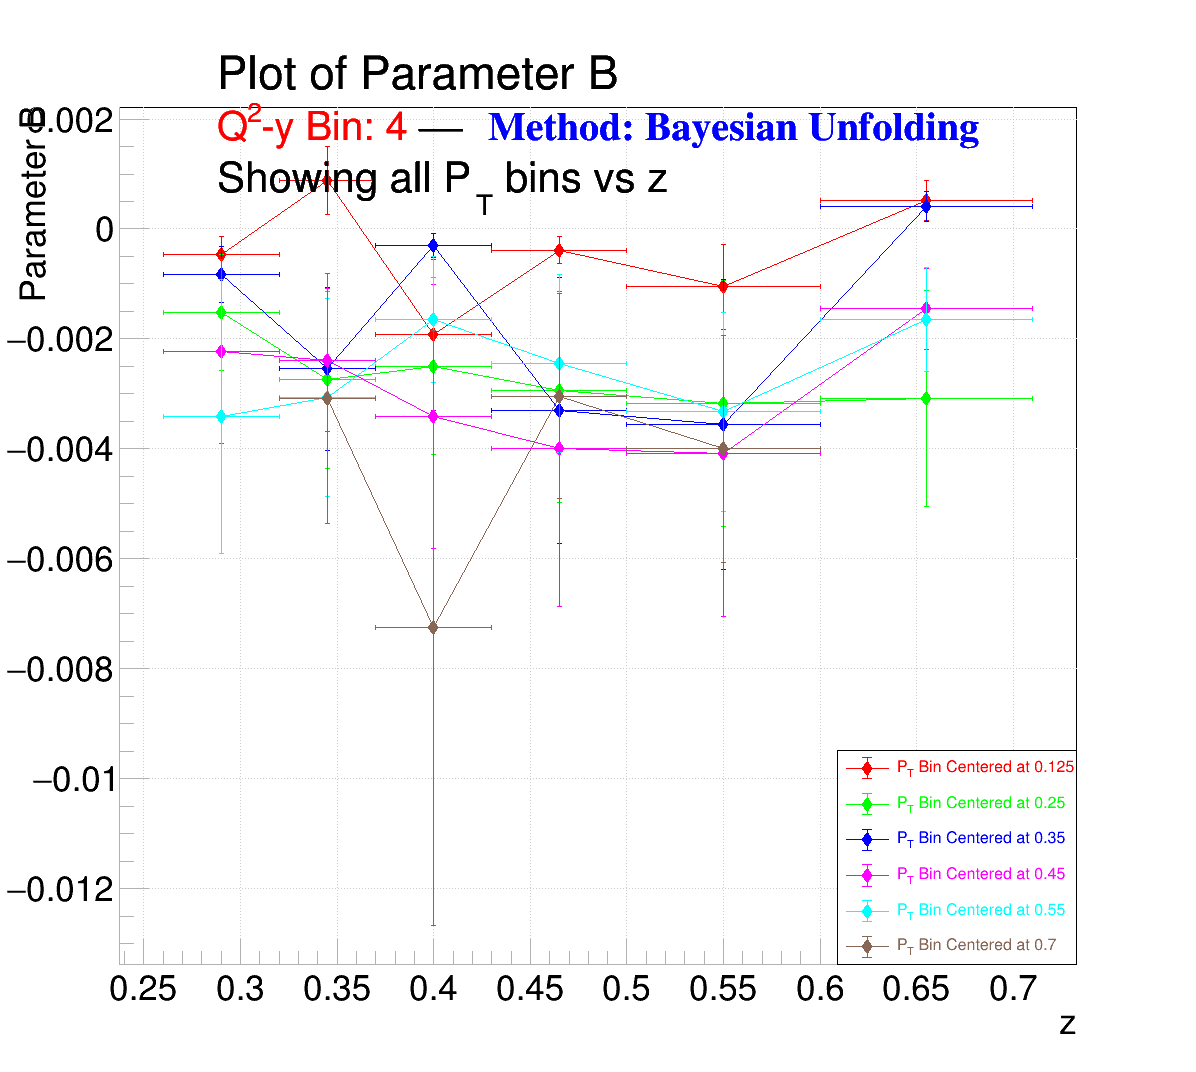 Plot of Parameter B
Q2-y Bin: 4 — Method: Bayesian Unfolding
Showing all PT bins vs z
Parameter B
0.002
0
−0.002
−0.004
−0.006
−0.008
−0.01
−0.012
PT Bin Centered at 0.125
PT Bin Centered at 0.25
PT Bin Centered at 0.35
PT Bin Centered at 0.45
PT Bin Centered at 0.55
PT Bin Centered at 0.7
0.25 0.3 0.35 0.4 0.45 0.5 0.55 0.6 0.65 0.7
z